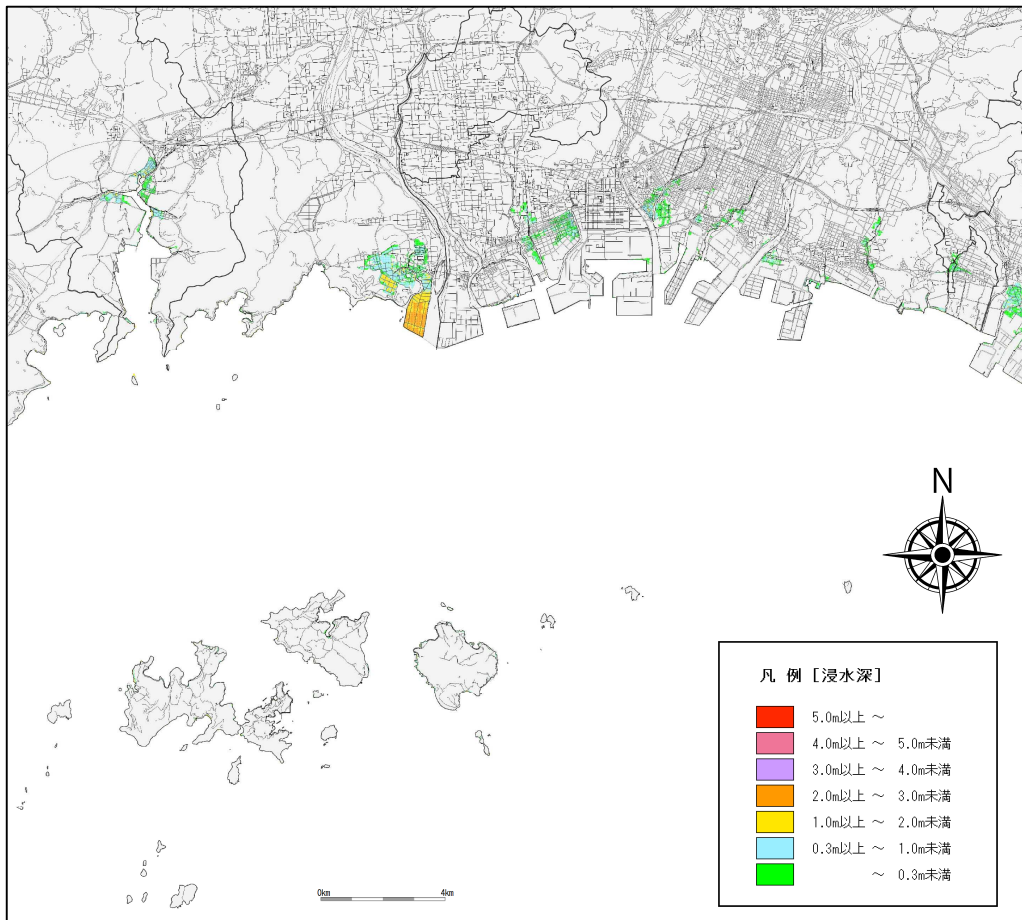 N
凡 例 [浸水深]
5.0m以上 ～
4.0m以上 ～ 5.0m未満
3.0m以上 ～ 4.0m未満
2.0m以上 ～ 3.0m未満
1.0m以上 ～ 2.0m未満
0.3m以上 ～ 1.0m未満
～ 0.3m未満
0km 4km